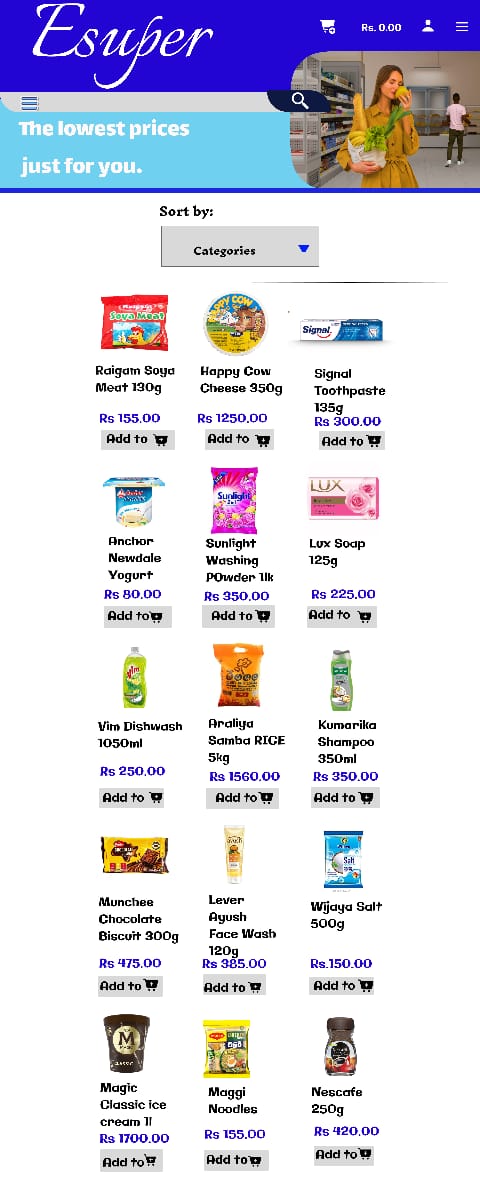 Esuper
Rs. 0.00
The lowest prices
just for you.
Sort by:
Categories
Soya Meat
HAPPY COW
Signal
Raigam Soya
Meat 130g
Happy Cow
Cheese 350g
Signal
Toothpaste
135g
Rs 155.00
Rs 1250.00
Rs 300.00
Add to
Add to
Add to
Sunlight
LUX
Anchor
Newdale
Yogurt
Sunlight
Washing
POwder 1lk
Lux Soap
125g
Rs 80.00
Rs 350.00
Rs 225.00
Add to
Add to
Add to
Vim
Vim Dishwash
1050ml
Araliya
Samba RICE
5kg
Kumarika
Shampoo
350ml
Rs 250.00
Rs 1560.00
Rs 350.00
Add to
Add to
Add to
ayush
Salt
Munchee
Chocolate
Biscuit 300g
Lever
Ayush
Face Wash
120g
Wijaya Salt
500g
Rs 475.00
Rs 385.00
Rs.150.00
Add to
Add to
Add to
M
CLASSIC
MAGGI
Magic
Classic ice
cream 1l
Maggi
Noodles
Nescafe
250g
Rs 1700.00
Rs 155.00
Rs 420.00
Add to
Add to
Add to